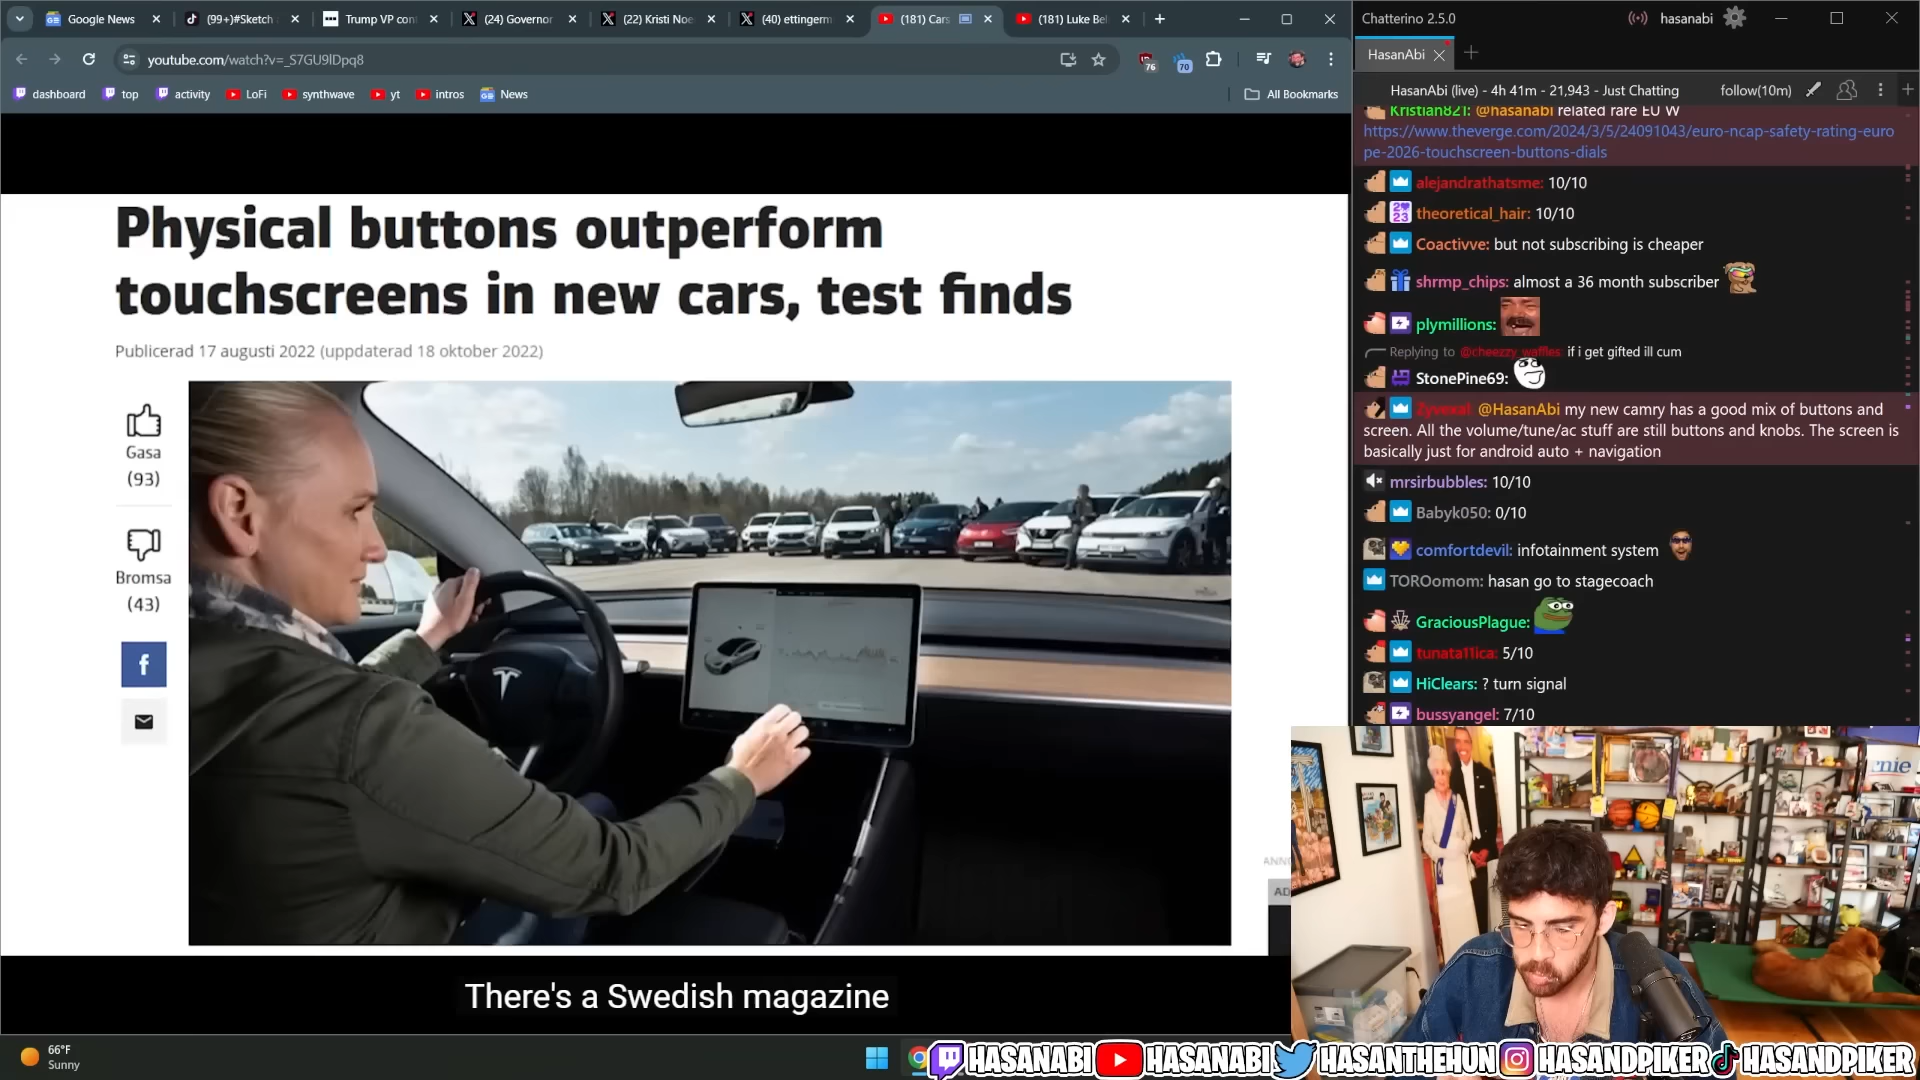 Google News
(99+)#Sketch
Trump VP con
(24) Governor
(22) Kristi Noe
(40) ettingerm
(181) Cars
(181) Luke Bel
youtube.com/watch?v=_S7GU9lDpq8
76
70
dashboard
top
activity
LoFi
synthwave
yt
intros
News
All Bookmarks
Physical buttons outperform
touchscreens in new cars, test finds
Publicerad 17 augusti 2022 (uppdaterad 18 oktober 2022)
Gasa
(93)
Bromsa
(43)
f
There's a Swedish magazine
66°F
Sunny
Chatterino 2.5.0
hasanabi
HasanAbi
HasanAbi (live) - 4h 41m - 21,943 - Just Chatting
follow(10m)
Kristian821: @hasanabi related rare EU W
https://www.theverge.com/2024/3/5/24091043/euro-ncap-safety-rating-euro
pe-2026-touchscreen-buttons-dials
alejandrathatsme: 10/10
theoretical_hair: 10/10
Coactivve: but not subscribing is cheaper
shrmp_chips: almost a 36 month subscriber
plymillions:
Replying to @cheezzy_waffles: if i get gifted ill cum
StonePine69:
Zyvexal: @HasanAbi my new camry has a good mix of buttons and
screen. All the volume/tune/ac stuff are still buttons and knobs. The screen is
basically just for android auto + navigation
mrsirbubbles: 10/10
Babyk050: 0/10
comfortdevil: infotainment system
TOROomom: hasan go to stagecoach
GraciousPlague:
tunata11ica: 5/10
HiClears: ? turn signal
bussyangel: 7/10
HASANABI
HASANABI
HASANTHEHUN
HASANDPIKER
HASANDPIKER